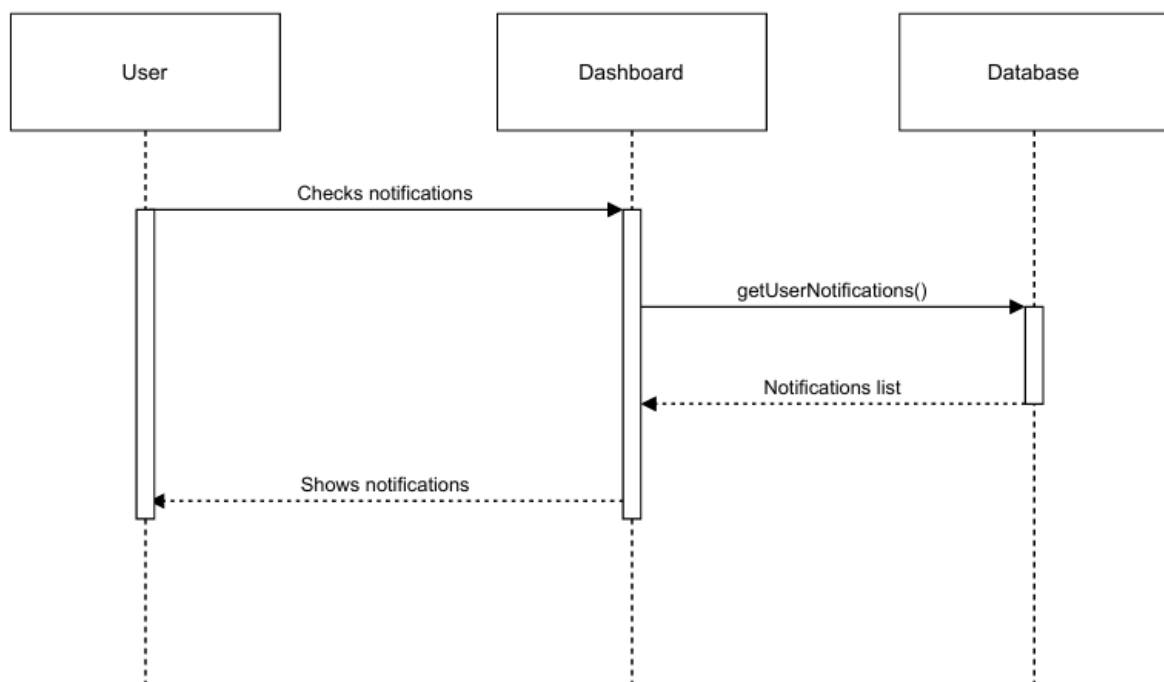 User
Dashboard
Database
Checks notifications
getUserNotifications()
Notifications list
Shows notifications